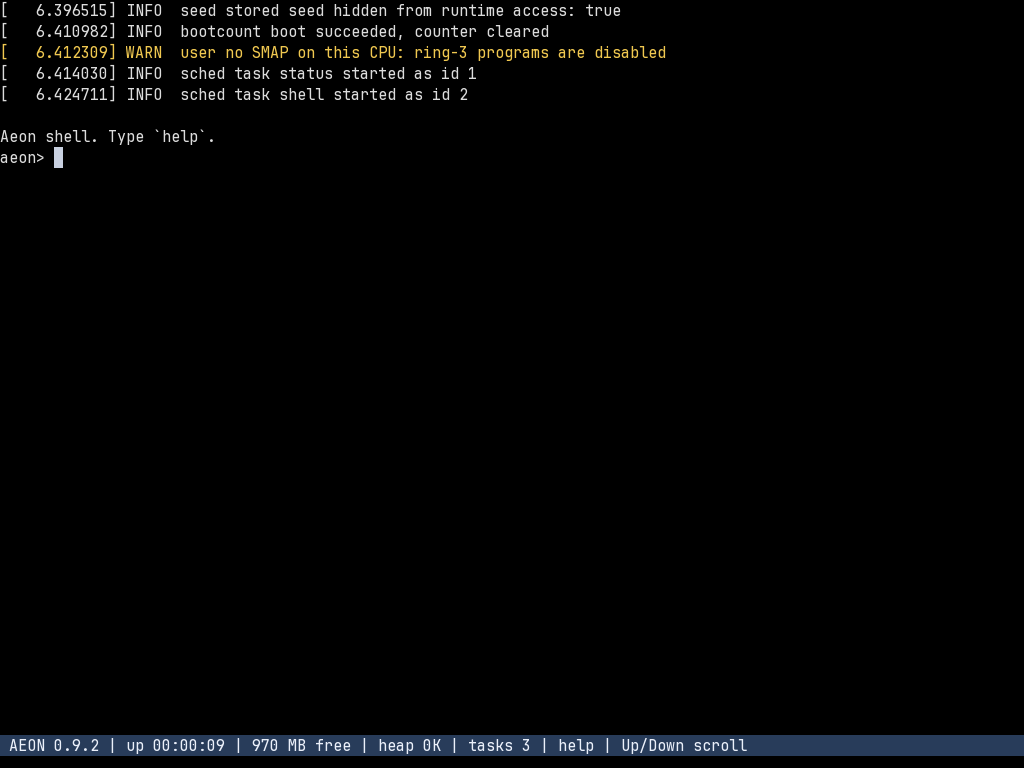 [   6.396515] INFO  seed stored seed hidden from runtime access: true
[   6.410982] INFO  bootcount boot succeeded, counter cleared
[   6.412309] WARN  user no SMAP on this CPU: ring-3 programs are disabled
[   6.414030] INFO  sched task status started as id 1
[   6.424711] INFO  sched task shell started as id 2
Aeon shell. Type `help`.
aeon>
AEON 0.9.2 | up 00:00:09 | 970 MB free | heap OK | tasks 3 | help | Up/Down scroll